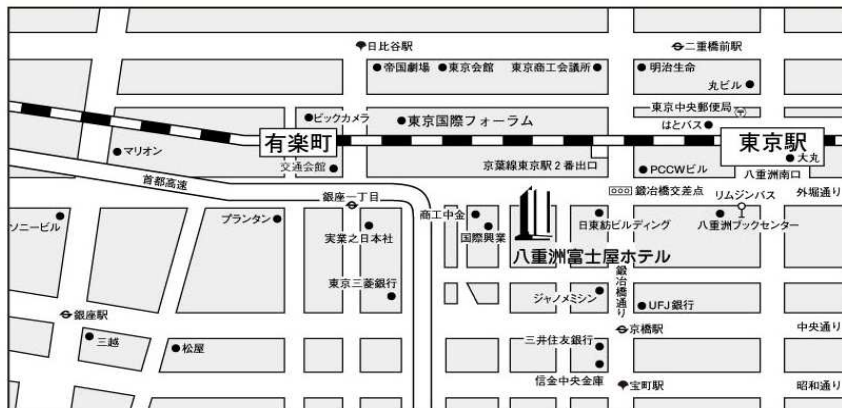 日比谷駅
二重橋前駅
帝国劇場
東京会館
東京商工会議所
明治生命
丸ビル
東京中央郵便局
ビックカメラ
東京国際フォーラム
はとバス
有楽町
東京駅
マリオン
交通会館
京葉線東京駅2番出口
PCCWビル
大丸
八重洲南口
首都高速
鍛冶橋交差点
リムジンバス
外堀通り
銀座一丁目
ソニービル
プランタン
実業之日本社
商工中金
国際興業
日東紡ビルディング
八重洲ブックセンター
八重洲富士屋ホテル
鍛冶橋通り
東京三菱銀行
ジャノメミシン
UFJ銀行
銀座駅
三越
松屋
三井住友銀行
京橋駅
中央通り
信金中央金庫
宝町駅
昭和通り